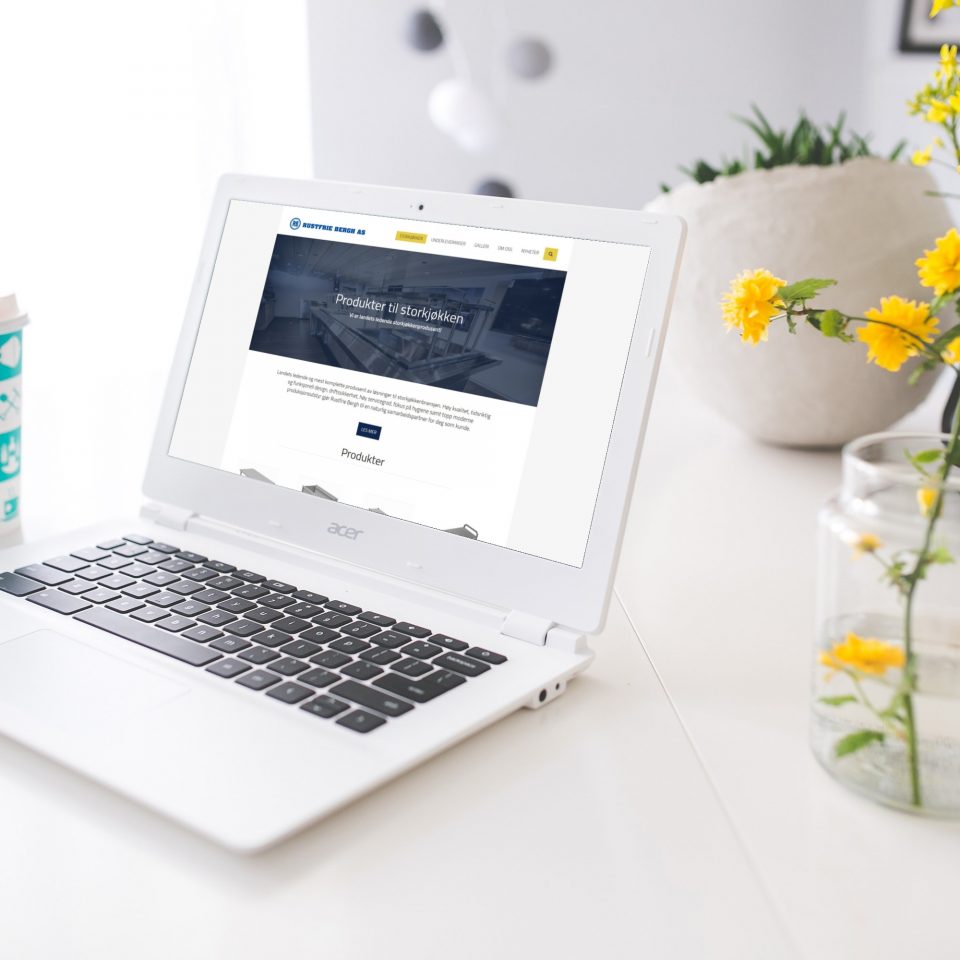 RUSTFRIE BERGH AS
STORKJØKKEN UNDERLEVERANSER GALLERI OM OSS NYHETER
Produkter til storkjøkken
Vi er landets ledende storkjøkkenprodusent!
Landets ledende og mest komplette produsent av løsninger til storkjøkkenbransjen. Høy kvalitet, tidsriktig
og funksjonell design, driftssikkerhet, høy servicegrad, fokus på hygiene samt topp moderne
produksjonsutstyr gjør Rustfrie Bergh til en naturlig samarbeidspartner for deg som kunde.
LES MER
Produkter
acer
backspace